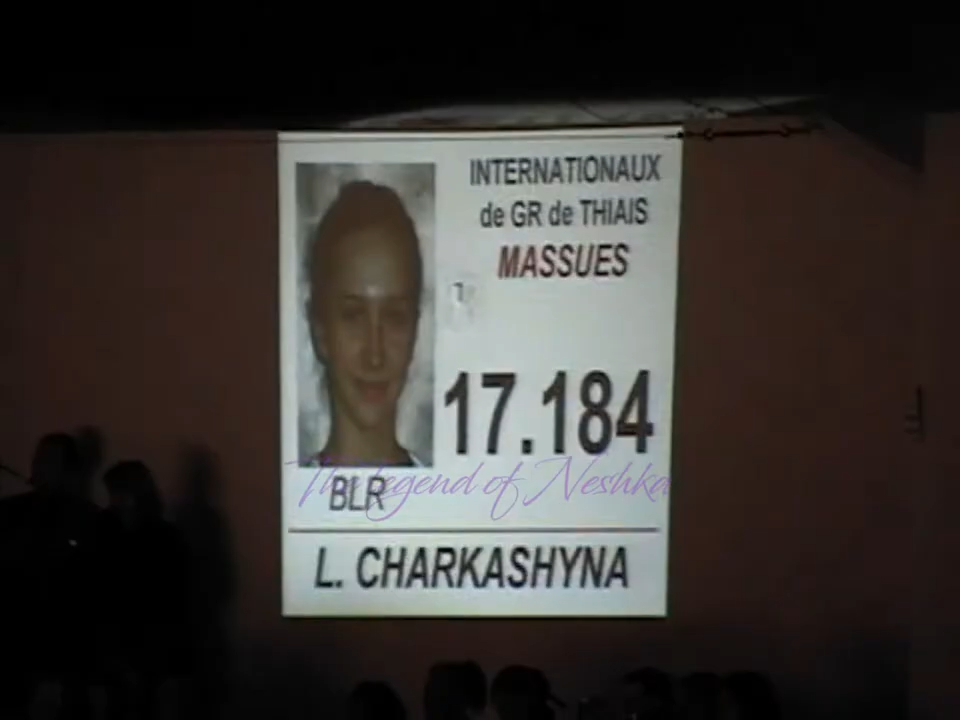 INTERNATIONAUX
de GR de THIAIS
MASSUES
17.184
The legend of Neshka
BLR
L. CHARKASHYNA